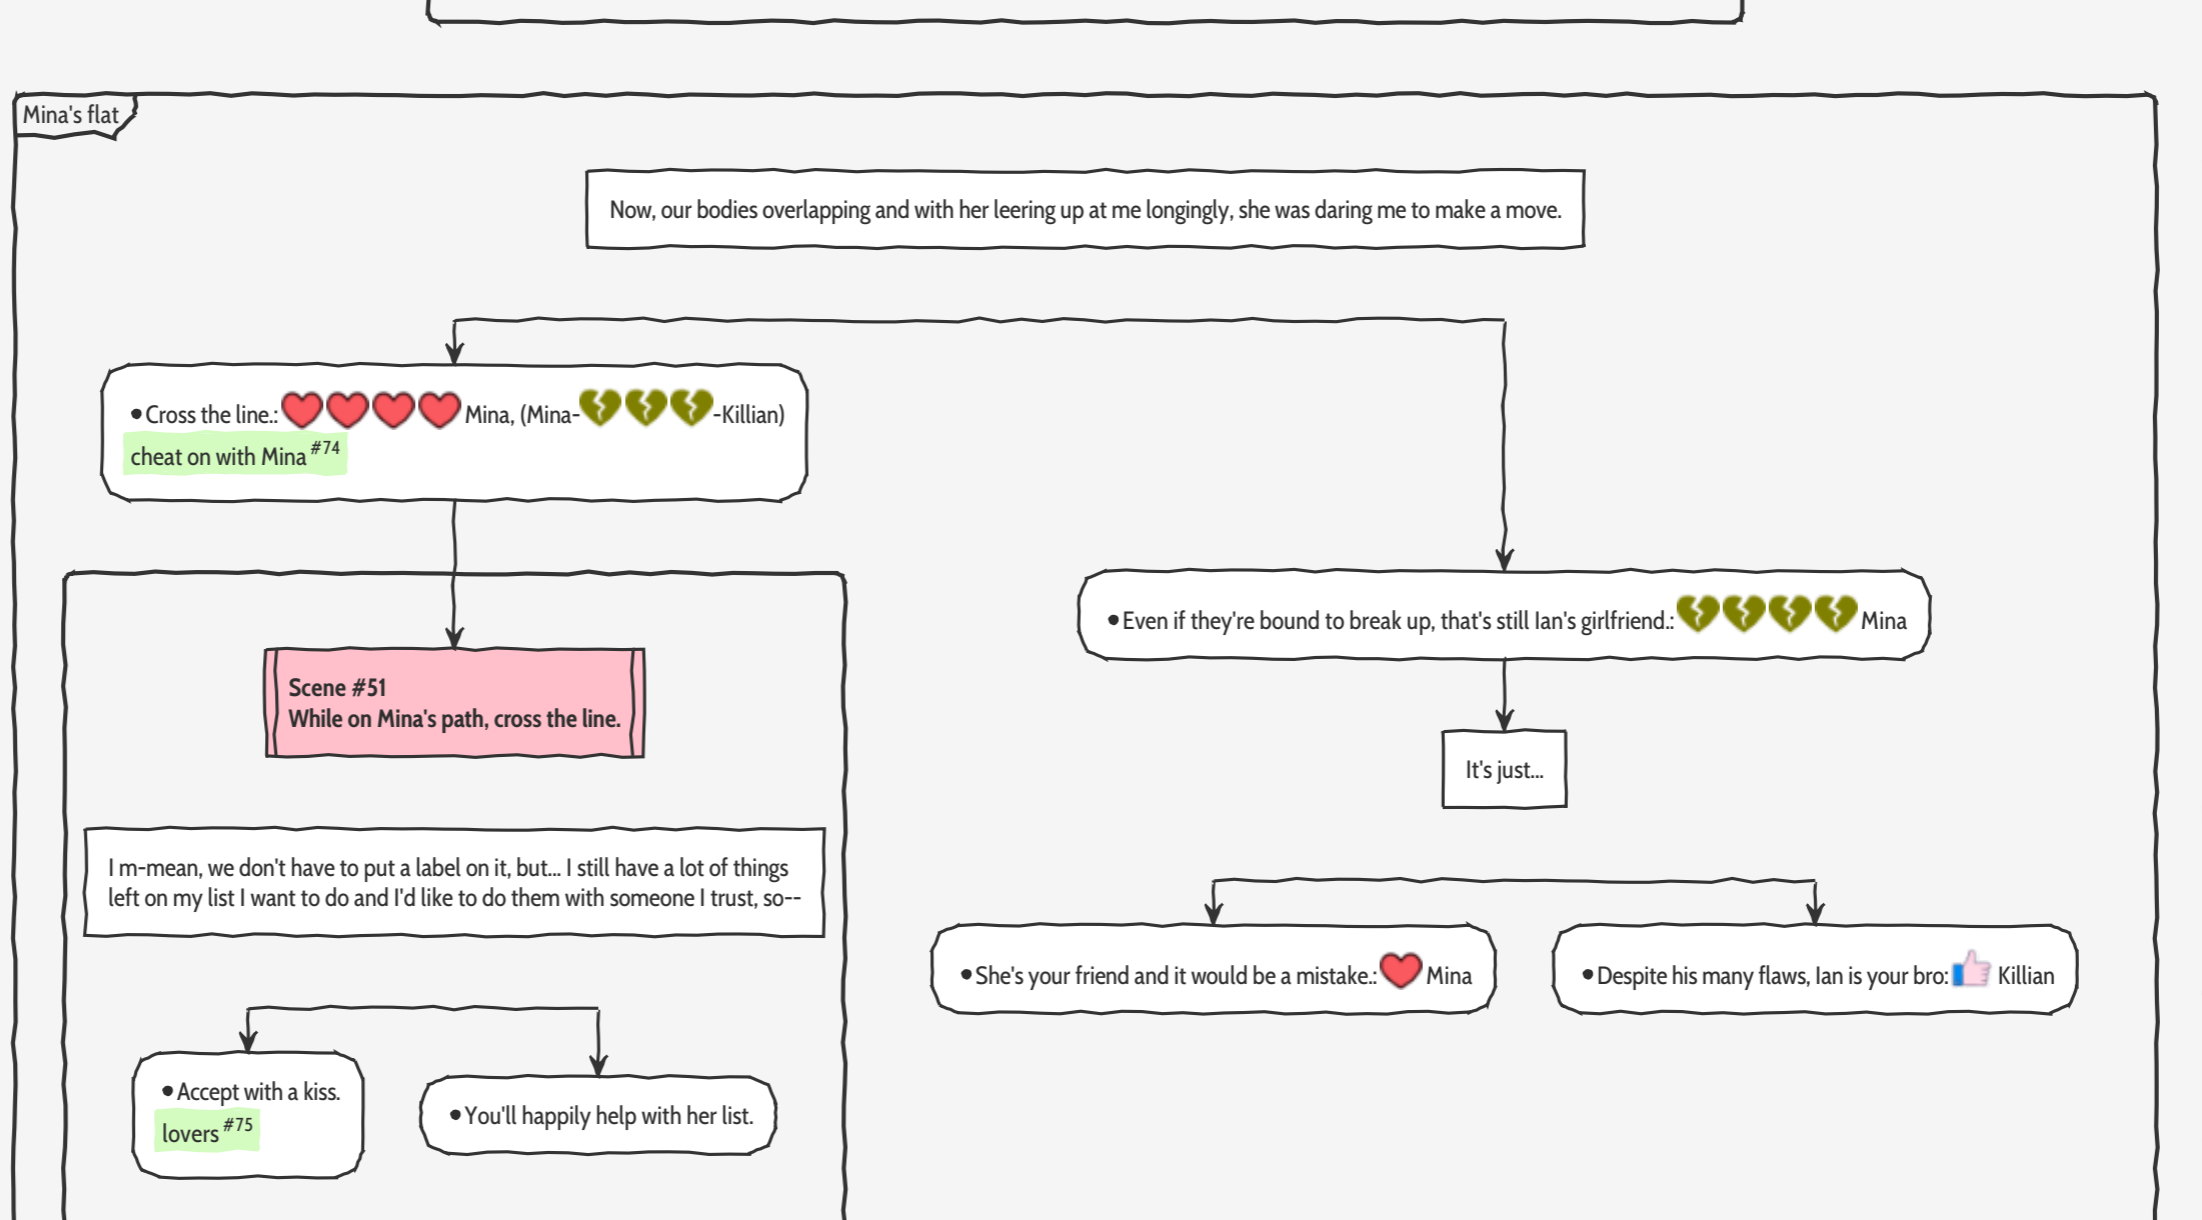 Mina's flat
Now, our bodies overlapping and with her leering up at me longingly, she was daring me to make a move.
•Cross the line.: Mina, (Mina- -Killian)
cheat on with Mina #74
Scene #51
While on Mina's path, cross the line.
I m-mean, we don't have to put a label on it, but... I still have a lot of things
left on my list I want to do and I'd like to do them with someone I trust, so--
•Accept with a kiss.
lovers #75
•You'll happily help with her list.
•Even if they're bound to break up, that's still Ian's girlfriend.: Mina
It's just...
•She's your friend and it would be a mistake.: Mina
•Despite his many flaws, Ian is your bro: Killian